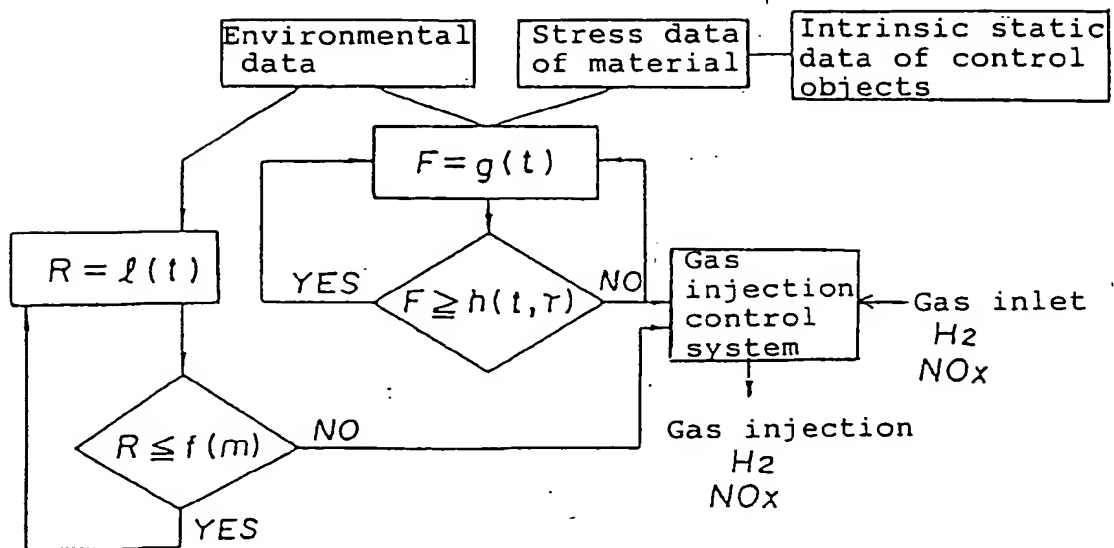 Environmental
data
Stress data
of material
Intrinsic static
data of control
objects
F=g(t)
R=ℓ(t)
YES
F≧h(t,τ)
NO
Gas
injection
control
system
Gas inlet
H2
NOx
R≦f(m)
NO
YES
Gas injection
H2
NOx